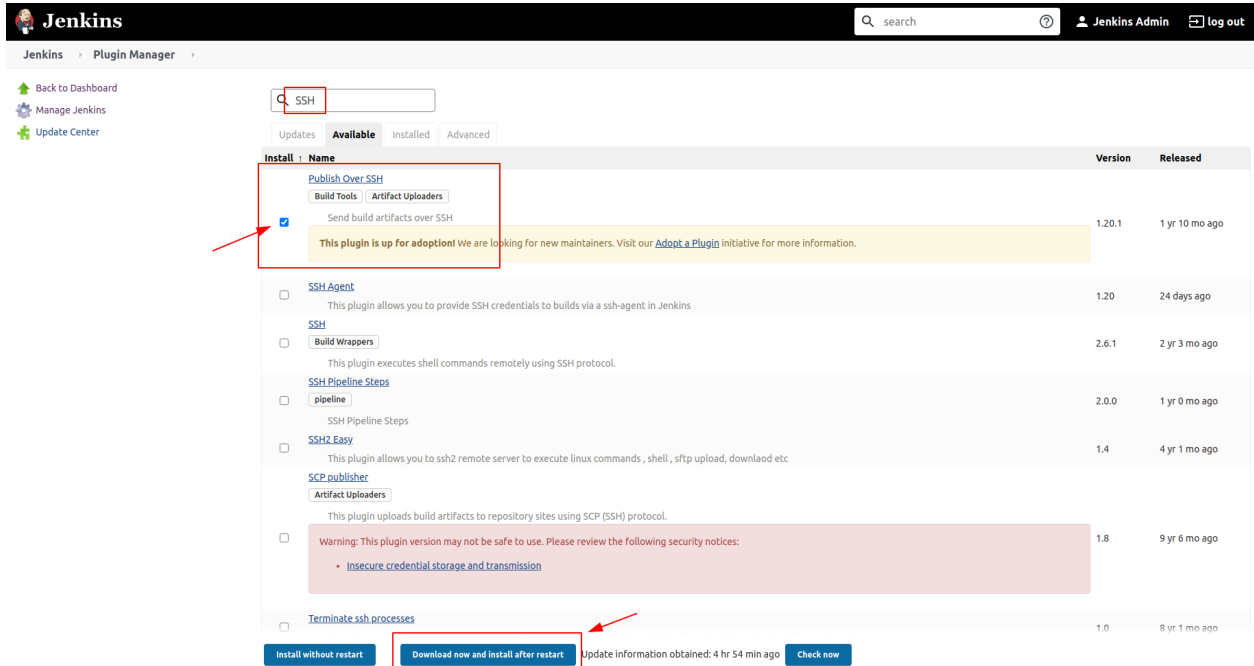 Jenkins
search
Jenkins Admin
log out
Jenkins
Plugin Manager
Back to Dashboard
Manage Jenkins
Update Center
SSH
Updates
Available
Installed
Advanced
Install ↑ Name Version Released
Publish Over SSH
Build Tools Artifact Uploaders
Send build artifacts over SSH
1.20.1 1 yr 10 mo ago
This plugin is up for adoption! We are looking for new maintainers. Visit our Adopt a Plugin initiative for more information.
SSH Agent
1.20 24 days ago
This plugin allows you to provide SSH credentials to builds via a ssh-agent in Jenkins
SSH
Build Wrappers
2.6.1 2 yr 3 mo ago
This plugin executes shell commands remotely using SSH protocol.
SSH Pipeline Steps
pipeline
2.0.0 1 yr 0 mo ago
SSH Pipeline Steps
SSH2 Easy
1.4 4 yr 1 mo ago
This plugin allows you to ssh2 remote server to execute linux commands , shell , sftp upload, downlaod etc
SCP publisher
Artifact Uploaders
This plugin uploads build artifacts to repository sites using SCP (SSH) protocol.
1.8 9 yr 6 mo ago
Warning: This plugin version may not be safe to use. Please review the following security notices:
• Insecure credential storage and transmission
Terminate ssh processes
1.0 8 yr 1 mo ago
Install without restart
Download now and install after restart
Update information obtained: 4 hr 54 min ago
Check now